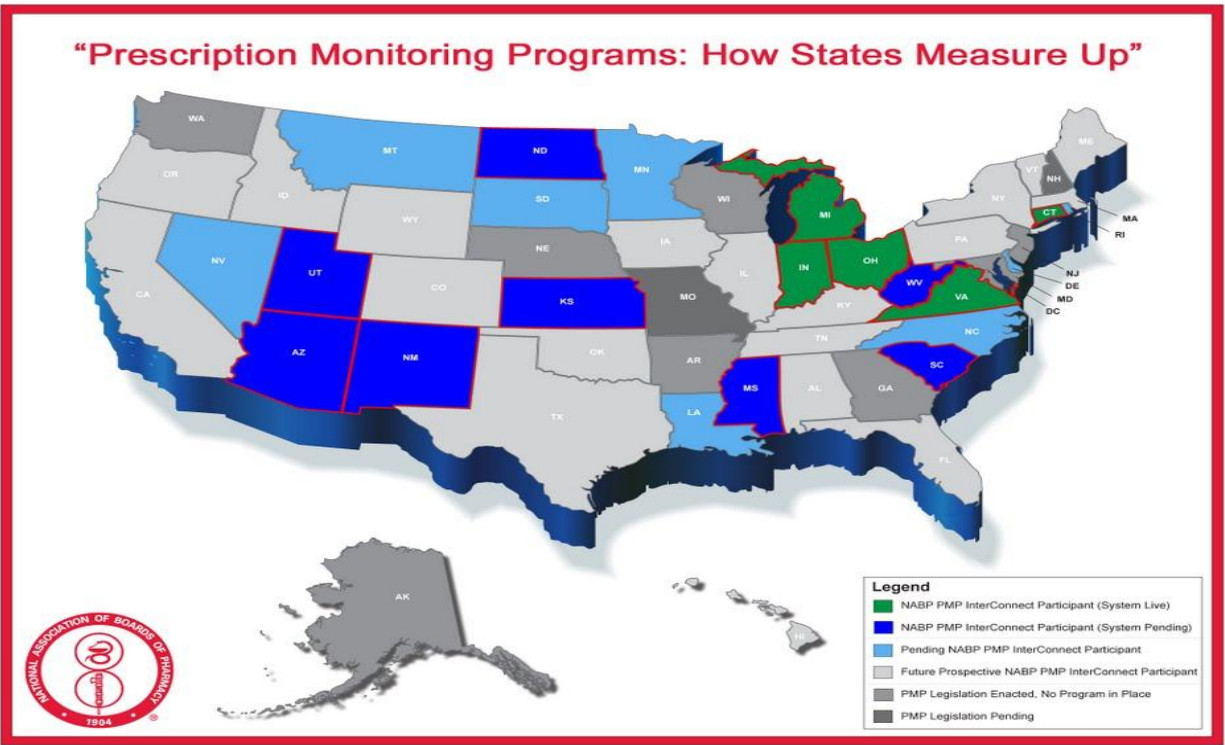 “Prescription Monitoring Programs: How States Measure Up”
WA
MT
ND
MN
ME
VT
NH
OR
ID
SD
WI
MI
NY
CT
MA
RI
WY
IA
PA
NE
NV
UT
CO
IL
IN
OH
WV
NJ
DE
MD
DC
CA
KS
MO
KY
VA
AZ
NM
OK
AR
TN
NC
SC
MS
AL
GA
LA
TX
FL
AK
HI
Legend
NABP PMP InterConnect Participant (System Live)
NABP PMP InterConnect Participant (System Pending)
Pending NABP PMP InterConnect Participant
Future Prospective NABP PMP InterConnect Participant
PMP Legislation Enacted, No Program in Place
PMP Legislation Pending
NATIONAL ASSOCIATION OF BOARDS OF PHARMACY
1904
®